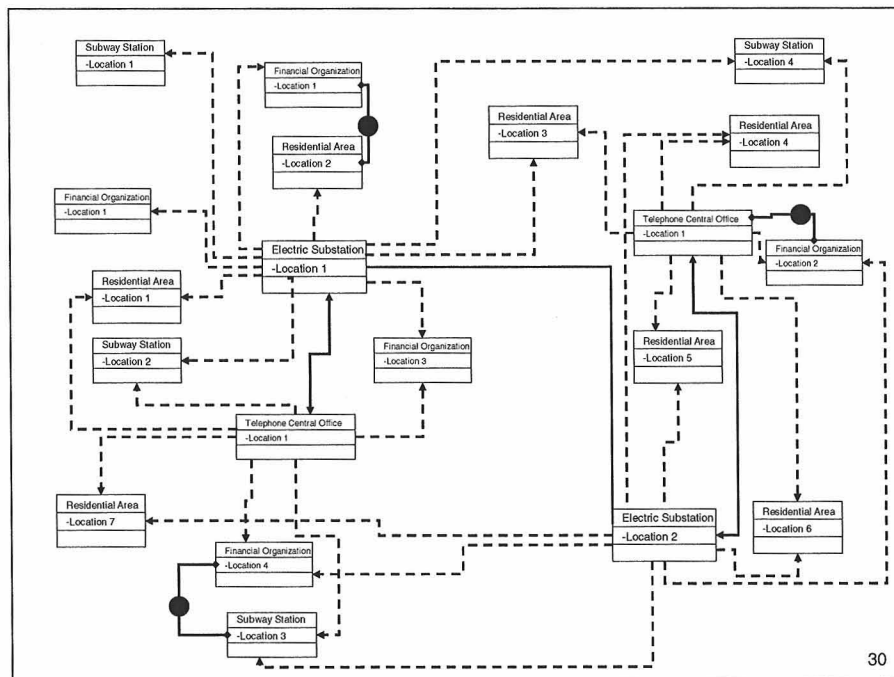 Subway Station
-Location 1
Financial Organization
-Location 1
Subway Station
-Location 4
Residential Area
-Location 3
Residential Area
-Location 4
Residential Area
-Location 2
Financial Organization
-Location 1
Telephone Central Office
-Location 1
Electric Substation
-Location 1
Financial Organization
-Location 2
Residential Area
-Location 1
Subway Station
-Location 2
Financial Organization
-Location 3
Residential Area
-Location 5
Telephone Central Office
-Location 1
Residential Area
-Location 7
Electric Substation
-Location 2
Residential Area
-Location 6
Financial Organization
-Location 4
Subway Station
-Location 3
30